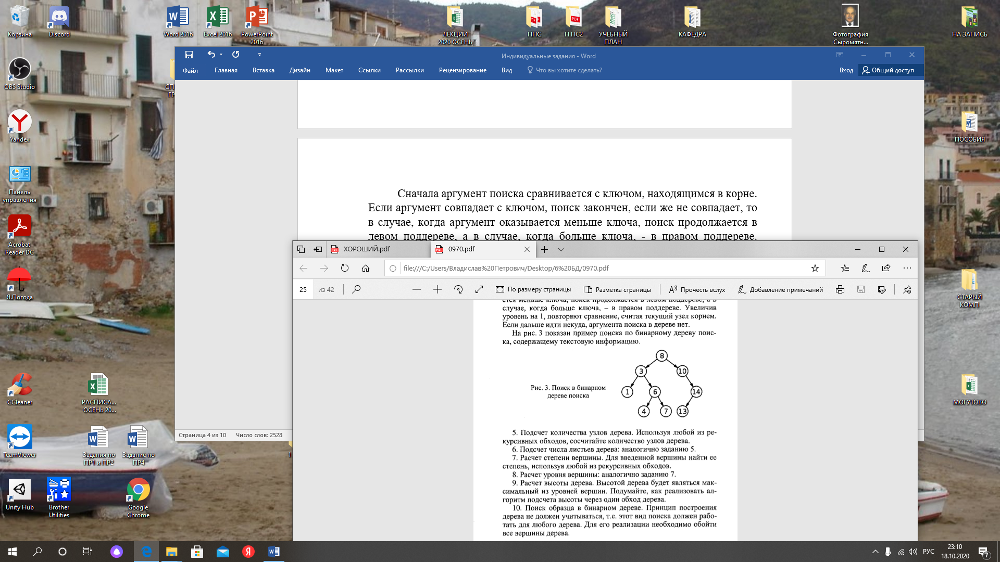 Корзина
Discord
Word 2016
Excel 2016
PowerPoint
2016
ЛЕКЦИИ
2020 ОСЕНЬ
ППС
П ПС2
УЧЕБНЫЙ
ПЛАН
КАФЕДРА
Фотография
Сыромятн...
НА ЗАПИСЬ
OBS Studio
Yandex
Панель
управления
Acrobat
Reader DC
Я.Погода
CCleaner
РАСПИСА...
ОСЕНЬ 20...
TeamViewer
Задания по
ПР1 и ПР2
Задание по
ПР4
Unity Hub
Brother
Utilities
Google
Chrome
ПОСОБИЯ
СТАРЫЙ
КОМП
МОГУТОВО
Индивидуальные задания - Word
Файл Главная Вставка Дизайн Макет Ссылки Рассылки Рецензирование Вид Что вы хотите сделать? Вход Общий доступ
Сначала аргумент поиска сравнивается с ключом, находящимся в корне.
Если аргумент совпадает с ключом, поиск закончен, если же не совпадает, то
в случае, когда аргумент оказывается меньше ключа, поиск продолжается в
левом поддереве, а в случае, когда больше ключа, - в правом поддереве.
Страница 4 из 10 Число слов: 2528
ХОРОШИЙ.pdf 0970.pdf
file:///C:/Users/Владислав%20Петрович/Desktop/6%20БД/0970.pdf
25 из 42 По размеру страницы Разметка страницы Прочесть вслух Добавление примечаний
ется меньше ключа, поиск продолжается в левом поддереве, а в
случае, когда больше ключа, – в правом поддереве. Увеличив
уровень на 1, повторяют сравнение, считая текущий узел корнем.
Если дальше идти некуда, аргумента поиска в дереве нет.
На рис. 3 показан пример поиска по бинарному дереву поис-
ка, содержащему текстовую информацию.
8
3 10
1 6 14
4 7 13
Рис. 3. Поиск в бинарном
дереве поиска
5. Подсчет количества узлов дерева. Используя любой из ре-
курсивных обходов, сосчитайте количество узлов дерева.
6. Подсчет числа листьев дерева: аналогично заданию 5.
7. Расчет степени вершины. Для введенной вершины найти ее
степень, используя любой из рекурсивных обходов.
8. Расчет уровня вершины: аналогично заданию 7.
9. Расчет высоты дерева. Высотой дерева будет являться мак-
симальный из уровней вершин. Подумайте, как реализовать ал-
горитм подсчета высоты через один обход дерева.
10. Поиск образца в бинарном дереве. Принцип построения
дерева не должен учитываться, т.е. этот вид поиска должен рабо-
тать для любого дерева. Для его реализации необходимо обойти
все вершины дерева.
РУС
23:10
18.10.2020
7